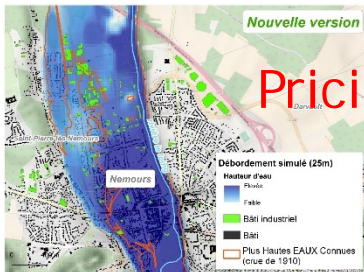 Nouvelle version
Prici
Darvault
Saint-Pierre-lès-Nemours
Nemours
Débordement simulé (25m)
Hauteur d'eau
Elevée
Faible
Bâti industriel
Bâti
Plus Hautes EAUX Connues
(crue de 1910)